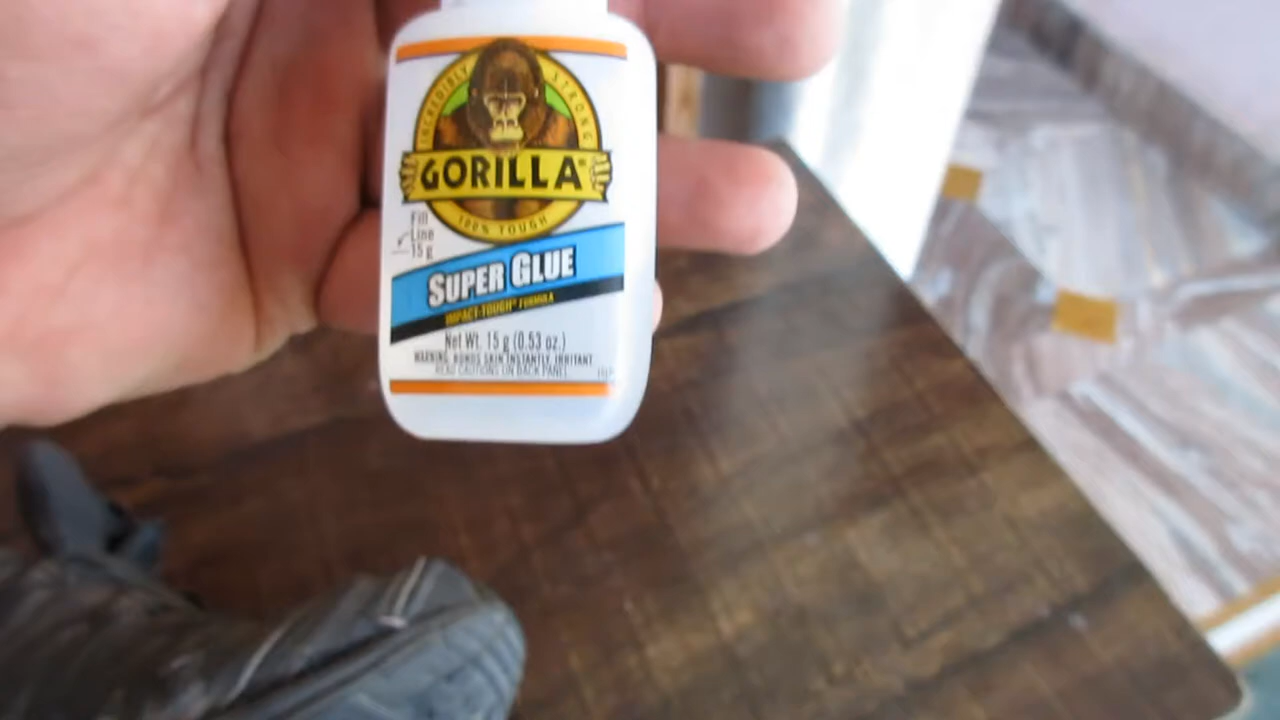 INCREDIBLY STRONG
GORILLA
100% TOUGH
Fill
Line
15 g
SUPER GLUE
IMPACT-TOUGH FORMULA
Net Wt. 15 g (0.53 oz.)
WARNING: BONDS SKIN INSTANTLY. IRRITANT
READ CAUTIONS ON BACK PANEL